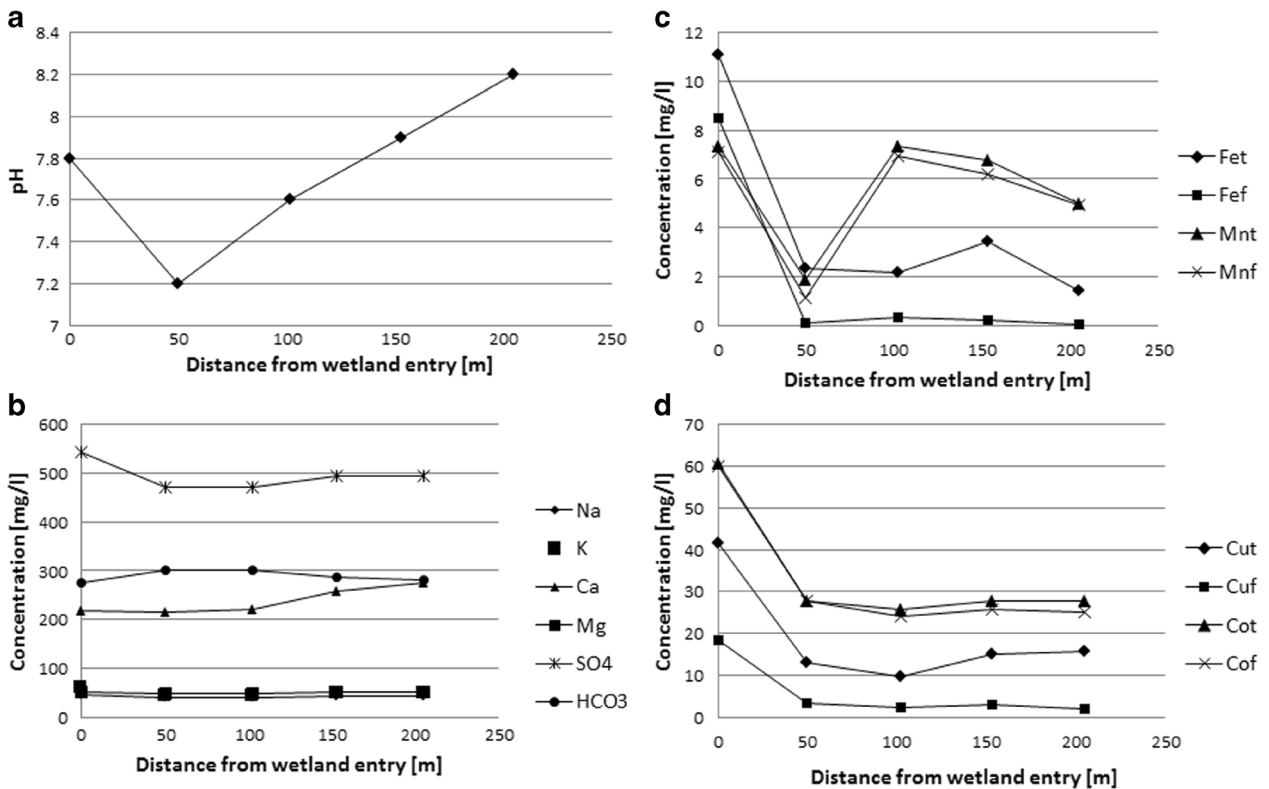 a
8.4
8.2
8
7.8
7.6
7.4
7.2
7
pH
0 50 100 150 200 250
Distance from wetland entry [m]
b
600
500
400
300
200
100
0
Concentration [mg/l]
0 50 100 150 200 250
Distance from wetland entry [m]
Na
K
Ca
Mg
SO4
HCO3
c
12
10
8
6
4
2
0
Concentration [mg/l]
0 50 100 150 200 250
Distance from wetland entry [m]
Fet
Fef
Mnt
Mnf
d
70
60
50
40
30
20
10
0
Concentration [mg/l]
0 50 100 150 200 250
Distance from wetland entry [m]
Cut
Cuf
Cot
Cof